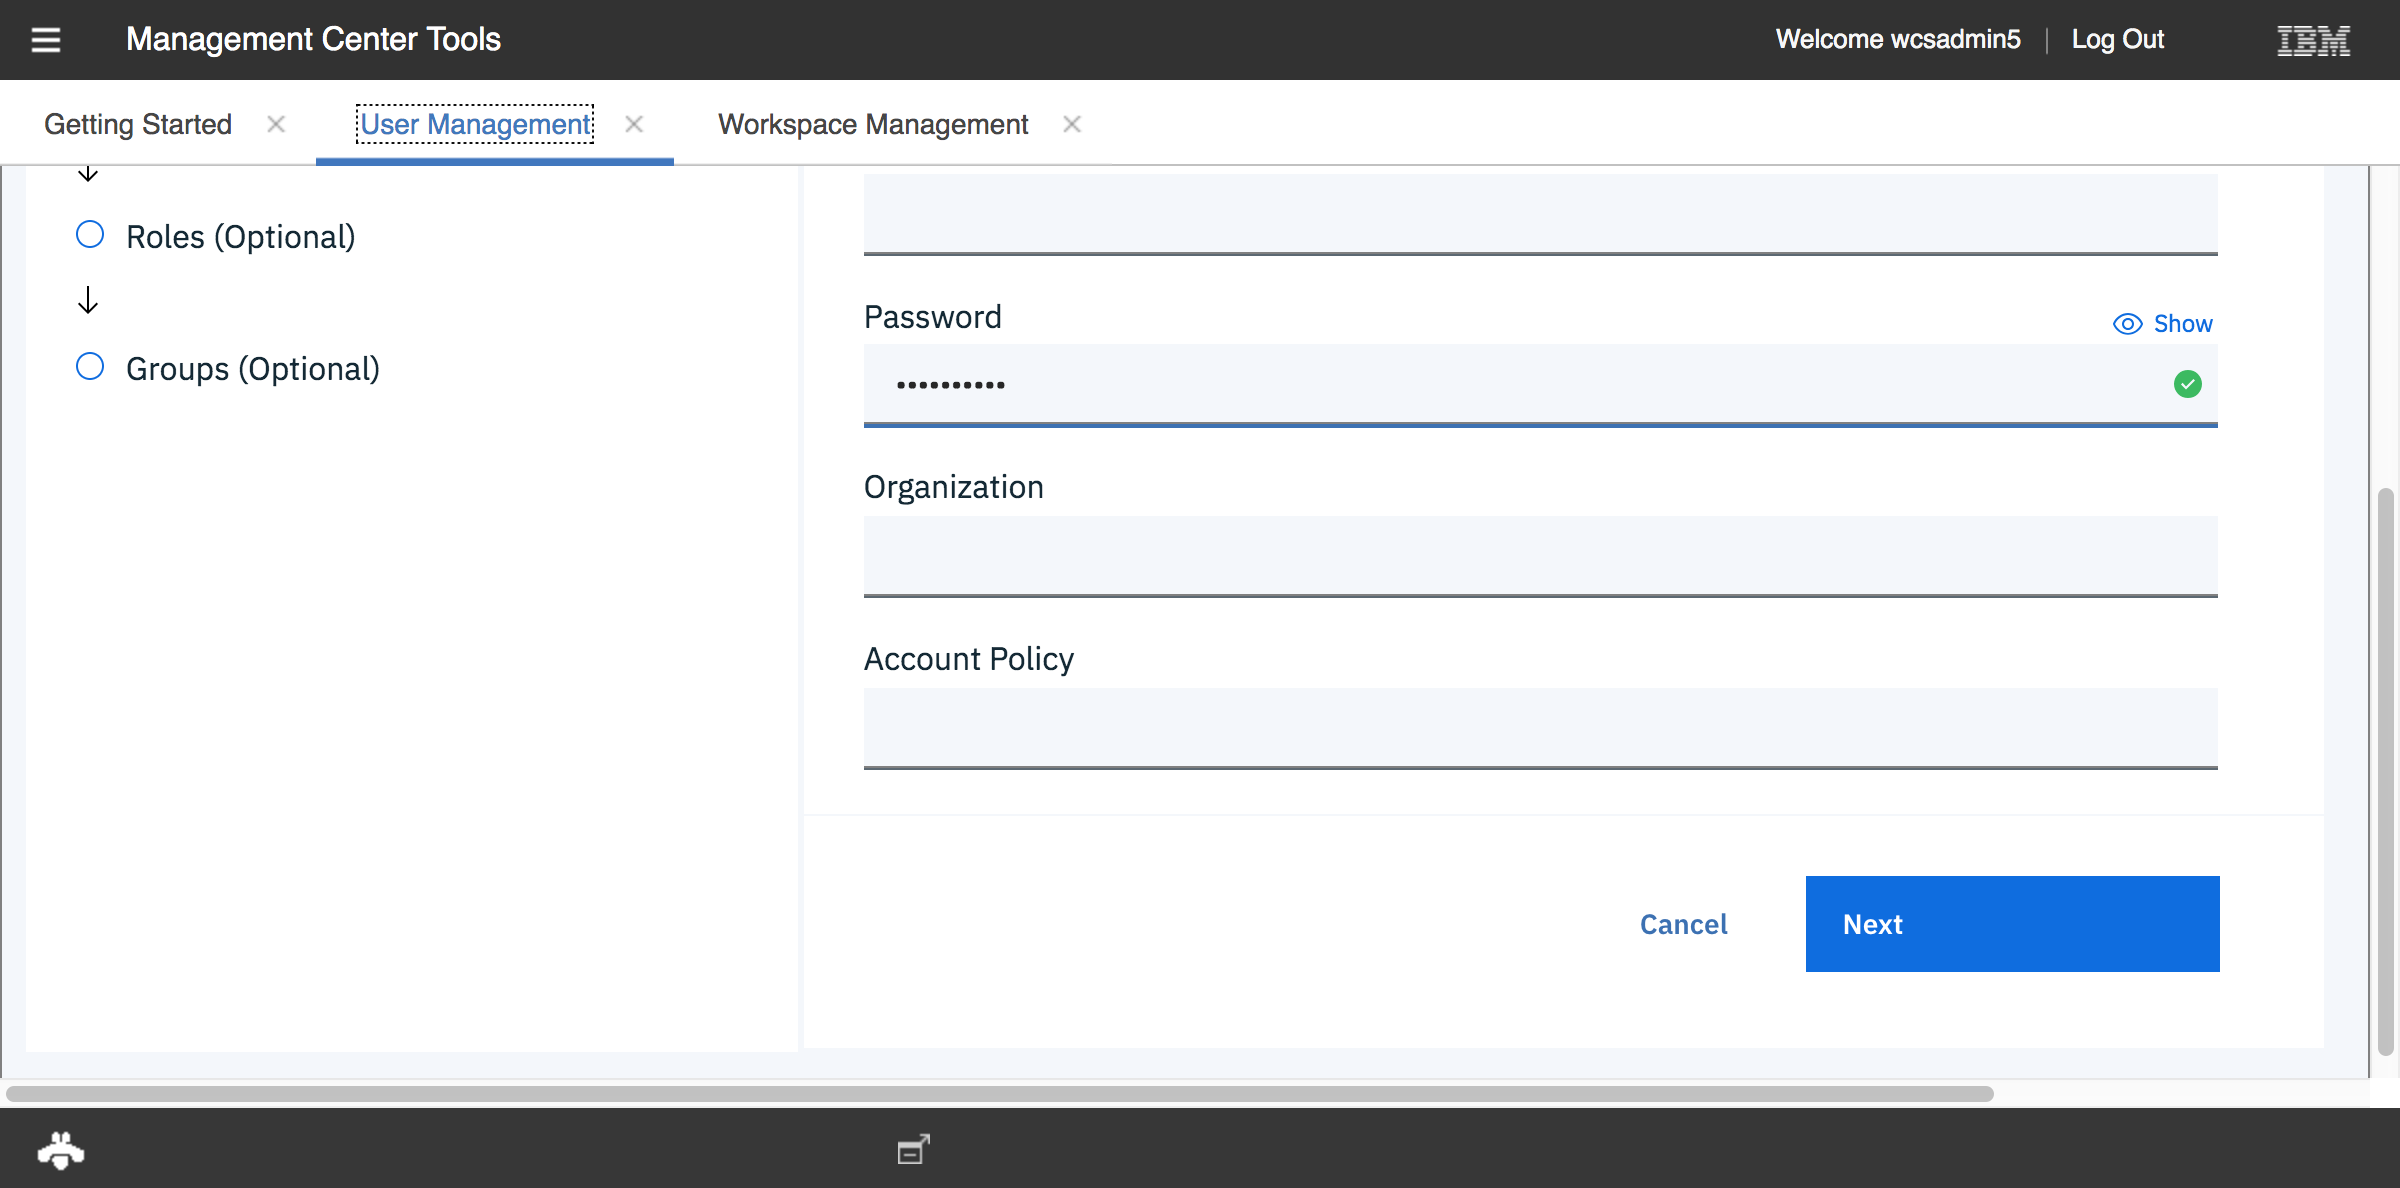 Management Center Tools
Welcome wcsadmin5 | Log Out
IBM
Getting Started
User Management
Workspace Management
Roles (Optional)
Groups (Optional)
Password
Show
••••••••••
Organization
Account Policy
Cancel
Next